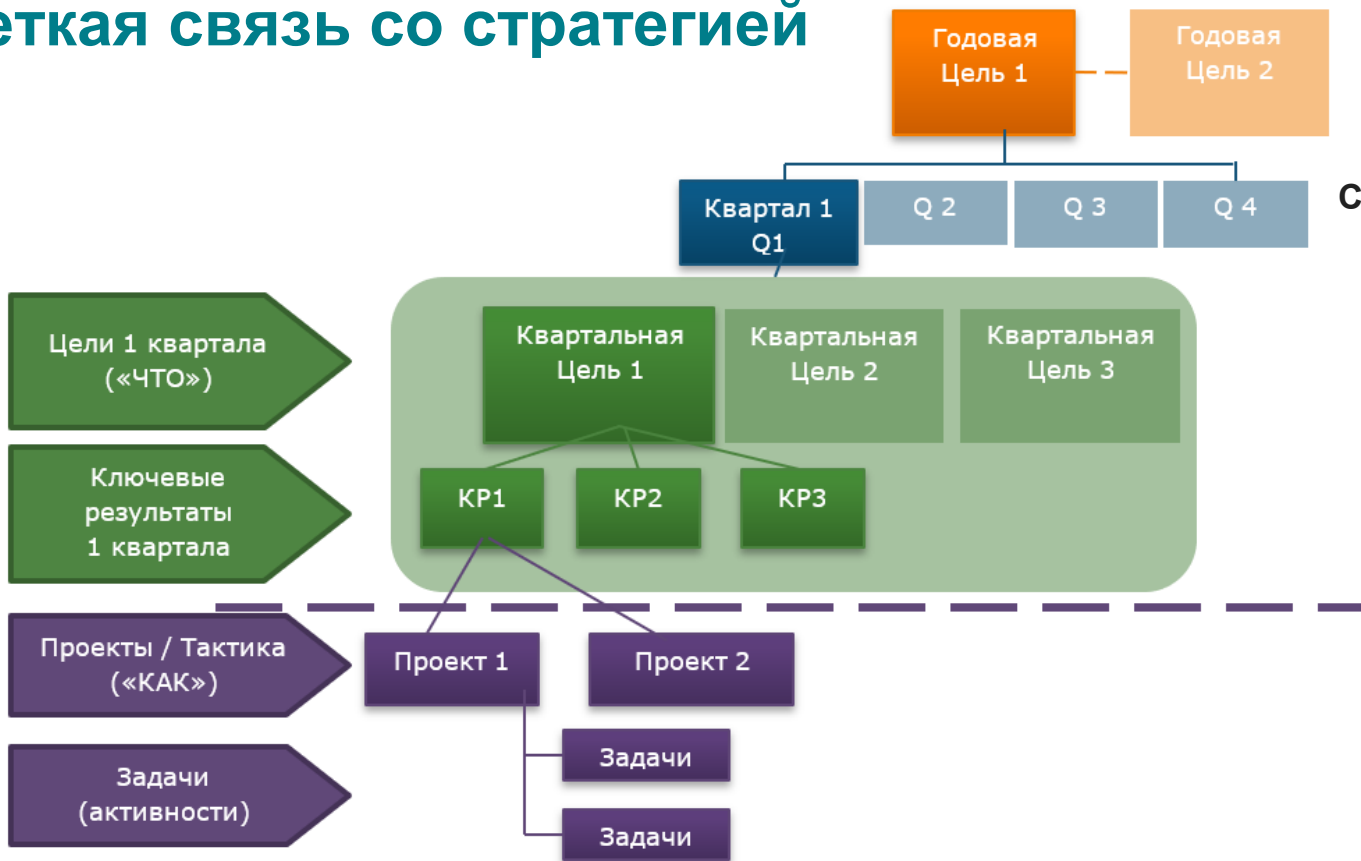 еткая связь со стратегией
Годовая
Цель 1
Годовая
Цель 2
Квартал 1
Q1
Q 2
Q 3
Q 4
С
Цели 1 квартала
(«ЧТО»)
Квартальная
Цель 1
Квартальная
Цель 2
Квартальная
Цель 3
Ключевые
результаты
1 квартала
КР1
КР2
КР3
Проекты / Тактика
(«КАК»)
Проект 1
Проект 2
Задачи
(активности)
Задачи
Задачи